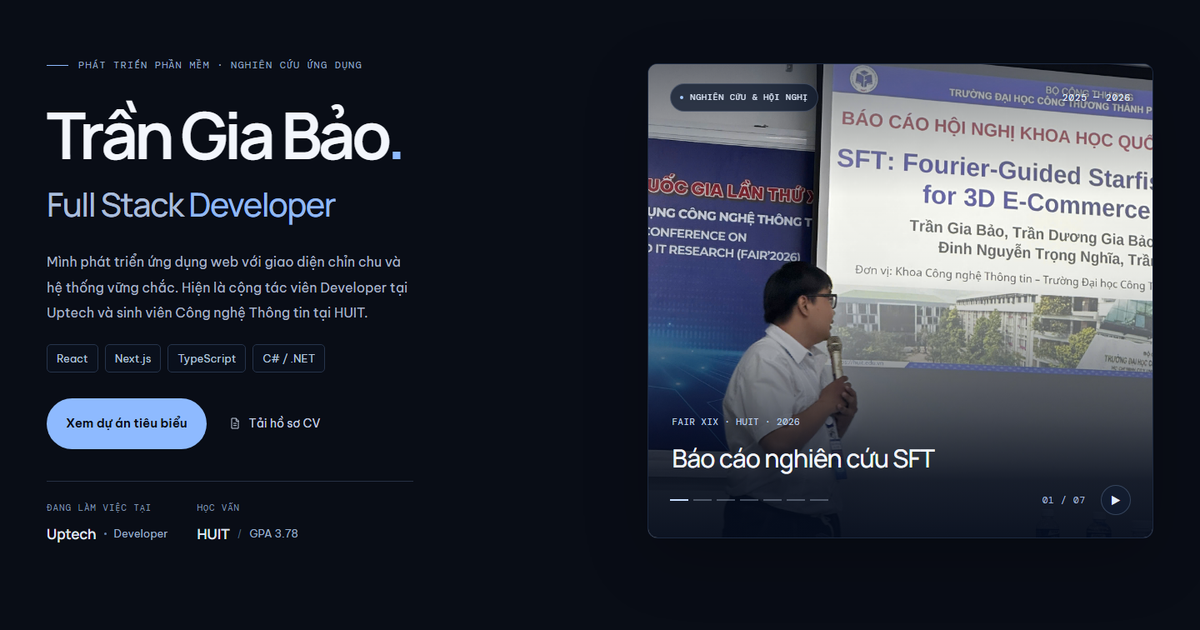 PHÁT TRIỂN PHẦN MỀM · NGHIÊN CỨU ỨNG DỤNG
Trần Gia Bảo.
Full Stack Developer
Mình phát triển ứng dụng web với giao diện chỉn chu và
hệ thống vững chắc. Hiện là cộng tác viên Developer tại
Uptech và sinh viên Công nghệ Thông tin tại HUIT.
React
Next.js
TypeScript
C# / .NET
Xem dự án tiêu biểu
Tải hồ sơ CV
ĐANG LÀM VIỆC TẠI
Uptech · Developer
HỌC VẤN
HUIT / GPA 3.78
NGHIÊN CỨU & HỘI NGHỊ
2025 – 2026
BỘ CÔNG THƯƠNG
TRƯỜNG ĐẠI HỌC CÔNG THƯƠNG THÀNH P
BÁO CÁO HỘI NGHỊ KHOA HỌC QUỐ
SFT: Fourier-Guided Starfis
for 3D E-Commerce
Trần Gia Bảo, Trần Dương Gia Bảo
Đinh Nguyễn Trọng Nghĩa, Trần
Đơn vị: Khoa Công nghệ Thông tin – Trường Đại học Công T
UỐC GIA LẦN THỨ X
ỤNG CÔNG NGHỆ THÔNG T
CONFERENCE ON
D IT RESEARCH (FAIR'2026)
FAIR XIX · HUIT · 2026
Báo cáo nghiên cứu SFT
01 / 07